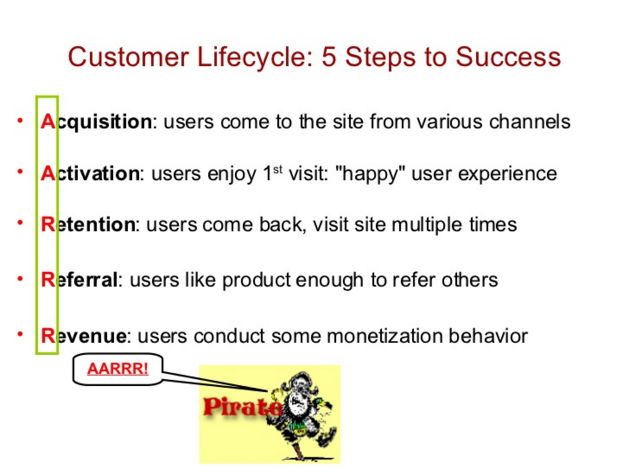 Customer Lifecycle: 5 Steps to Success
• Acquisition: users come to the site from various channels
• Activation: users enjoy 1st visit: "happy" user experience
• Retention: users come back, visit site multiple times
• Referral: users like product enough to refer others
• Revenue: users conduct some monetization behavior
AARRR!
Pirate